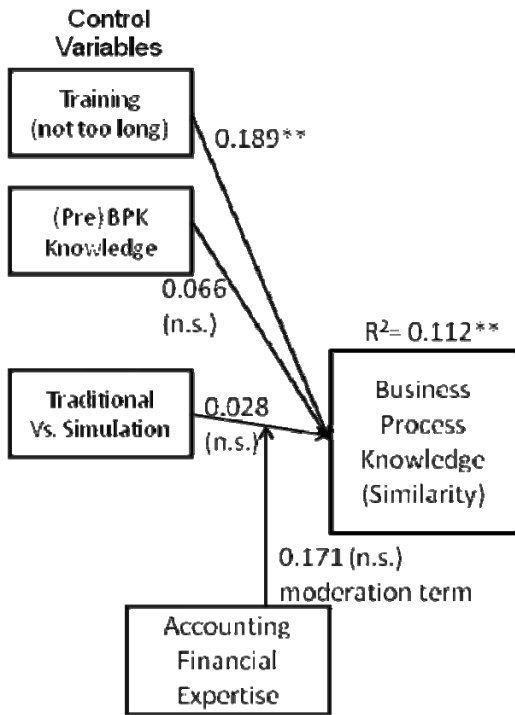 Control
Variables
Training
(not too long)
0.189**
(Pre) BPK
Knowledge
0.066
(n.s.)
R²= 0.112**
Traditional
Vs. Simulation
0.028
(n.s.)
Business
Process
Knowledge
(Similarity)
0.171 (n.s.)
moderation term
Accounting
Financial
Expertise